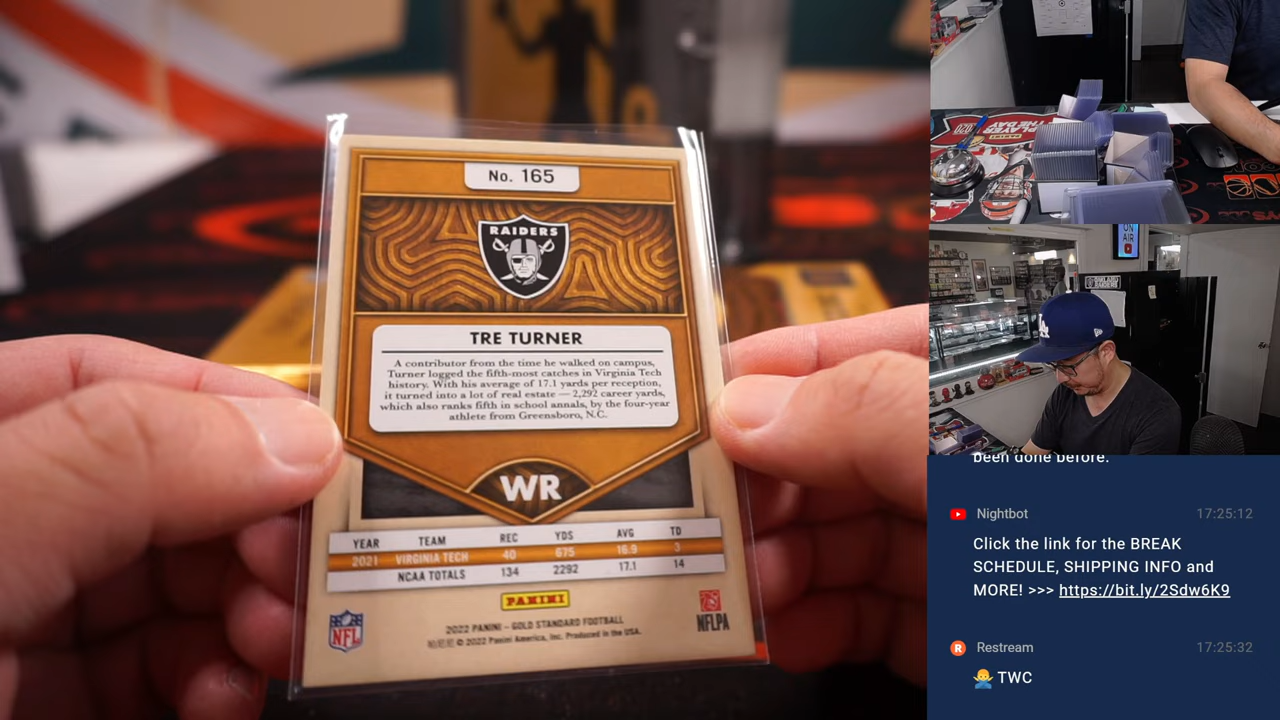 No. 165
RAIDERS
TRE TURNER
A contributor from the time he walked on campus,
Turner logged the fifth-most catches in Virginia Tech
history. With his average of 17.1 yards per reception,
it turned into a lot of real estate — 2,292 career yards,
which also ranks fifth in school annals, by the four-year
athlete from Greensboro, N.C.
WR
YEAR TEAM REC YDS AVG TD
2021 VIRGINIA TECH 40 675 16.9 3
NCAA TOTALS 134 2292 17.1 14
PANINI
2022 PANINI - GOLD STANDARD FOOTBALL
© 2022 Panini America, Inc. Produced in the USA.
NFL
NFLPA
PLAYER
THE DAY
ON
AIR
LA
been done before.
Nightbot 17:25:12
Click the link for the BREAK
SCHEDULE, SHIPPING INFO and
MORE! >>> https://bit.ly/2Sdw6K9
Restream 17:25:32
🙅‍♂️ TWC